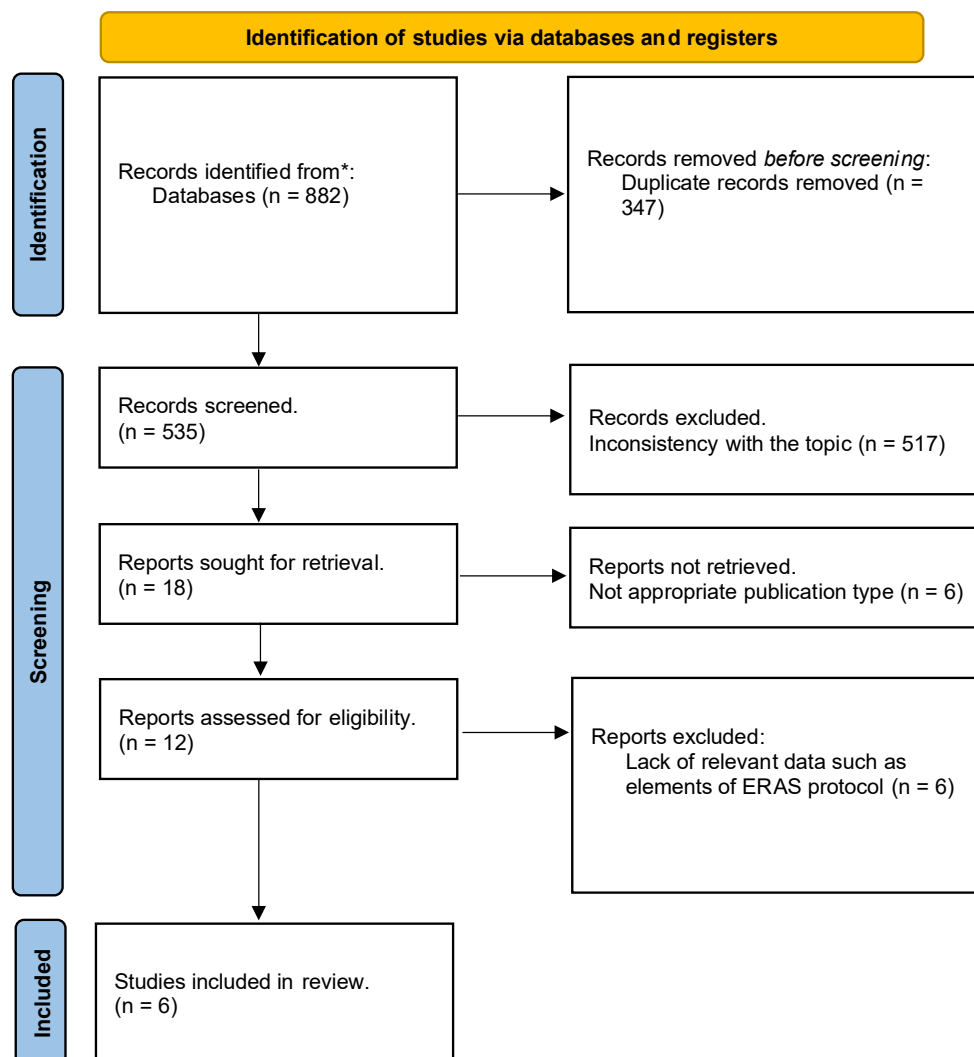 Identification of studies via databases and registers
Identification
Records identified from*:
Databases (n = 882)
Records removed before screening:
Duplicate records removed (n =
347)
Screening
Records screened.
(n = 535)
Records excluded.
Inconsistency with the topic (n = 517)
Reports sought for retrieval.
(n = 18)
Reports not retrieved.
Not appropriate publication type (n = 6)
Reports assessed for eligibility.
(n = 12)
Reports excluded:
Lack of relevant data such as
elements of ERAS protocol (n = 6)
Included
Studies included in review.
(n = 6)